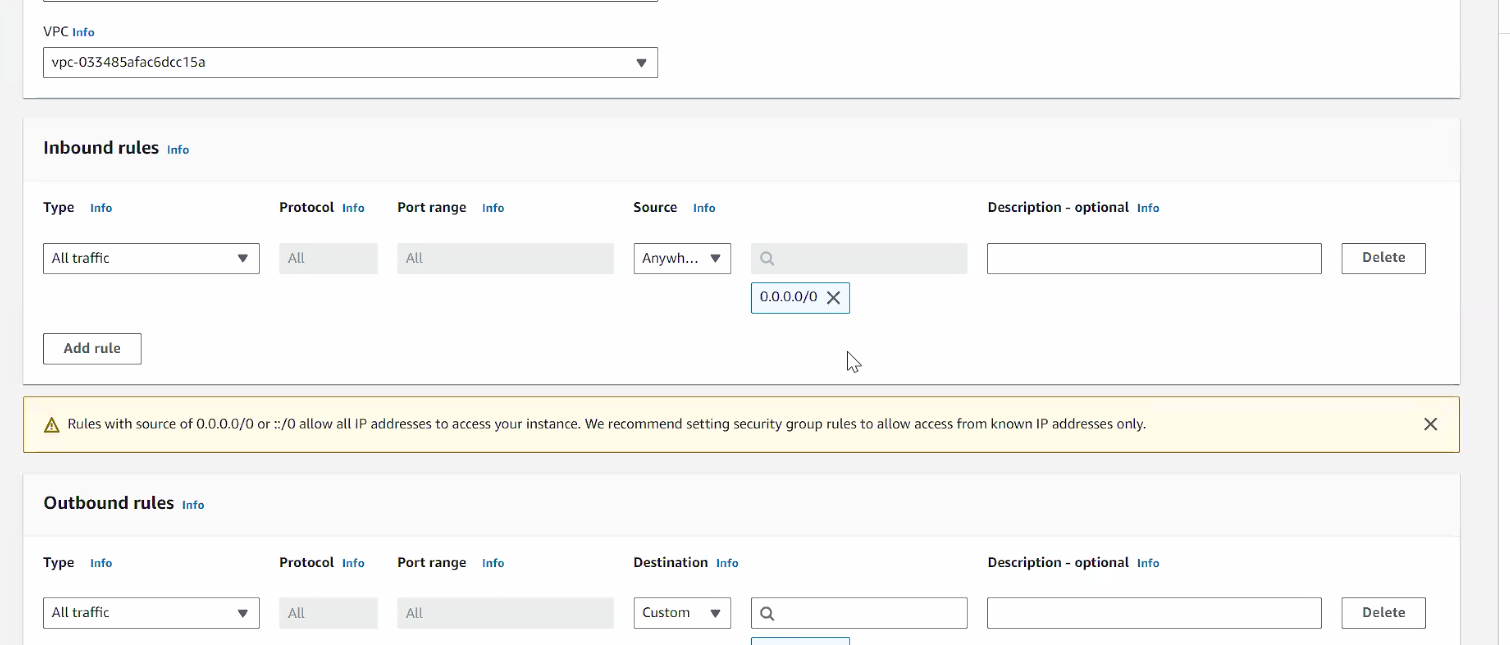 VPC Info
vpc-033485afac6dcc15a
Inbound rules Info
Type Info Protocol Info Port range Info Source Info Description - optional Info
All traffic All All Anywh... Delete
0.0.0.0/0
Add rule
Rules with source of 0.0.0.0/0 or ::/0 allow all IP addresses to access your instance. We recommend setting security group rules to allow access from known IP addresses only.
Outbound rules Info
Type Info Protocol Info Port range Info Destination Info Description - optional Info
All traffic All All Custom Delete